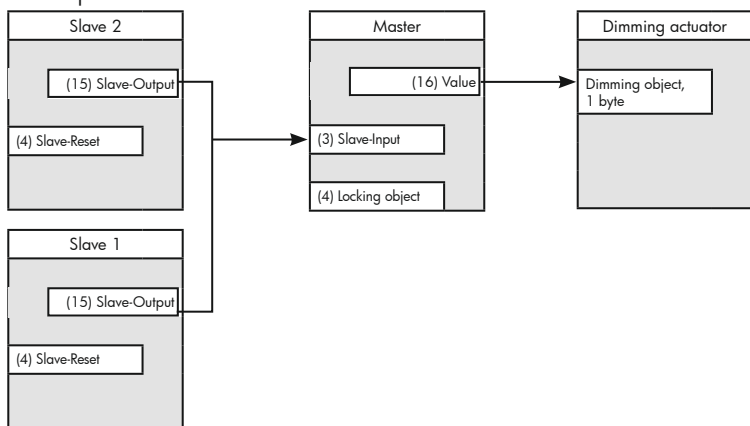 Slave 2
(15) Slave-Output
(4) Slave-Reset
Master
(16) Value
(3) Slave-Input
(4) Locking object
Dimming actuator
Dimming object,
1 byte
Slave 1
(15) Slave-Output
(4) Slave-Reset